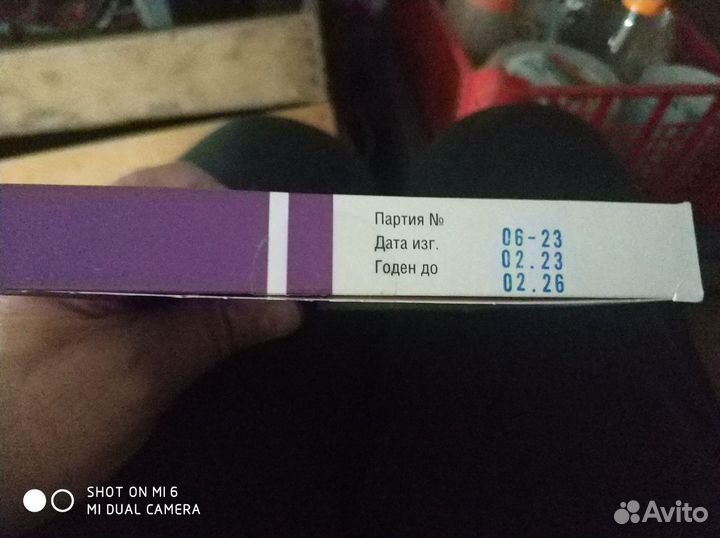 Партия №
06-23
Дата изг.
02.23
Годен до
02.26
SHOT ON MI 6
MI DUAL CAMERA
Avito